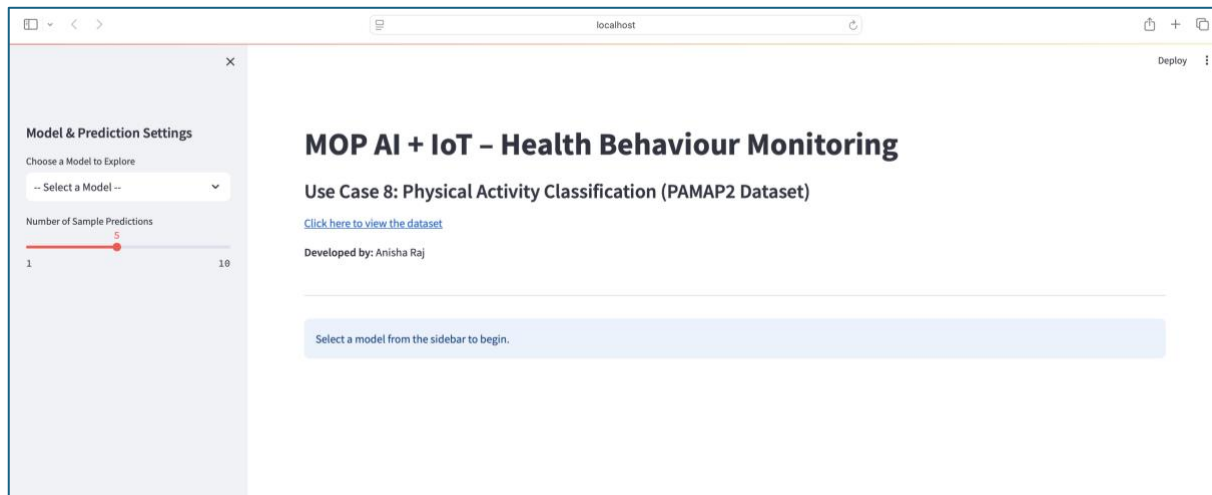 localhost
Deploy
Model & Prediction Settings
Choose a Model to Explore
-- Select a Model --
Number of Sample Predictions
5
1 10
MOP AI + IoT – Health Behaviour Monitoring
Use Case 8: Physical Activity Classification (PAMAP2 Dataset)
Click here to view the dataset
Developed by: Anisha Raj
Select a model from the sidebar to begin.